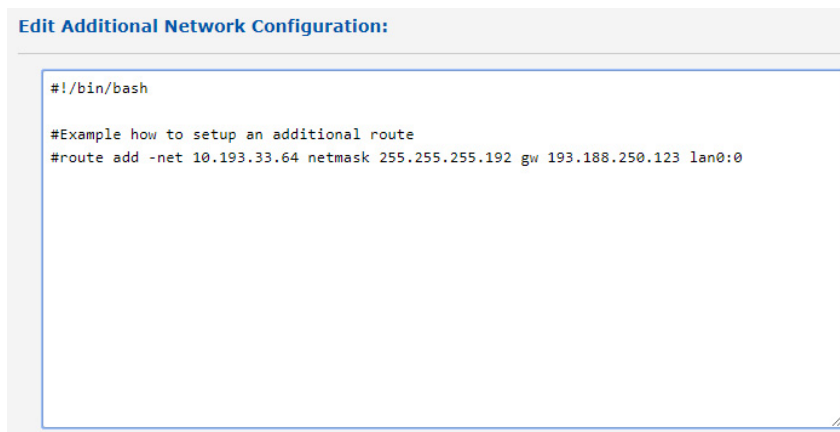 Edit Additional Network Configuration:
#!/bin/bash
#Example how to setup an additional route
#route add -net 10.193.33.64 netmask 255.255.255.192 gw 193.188.250.123 lan0:0